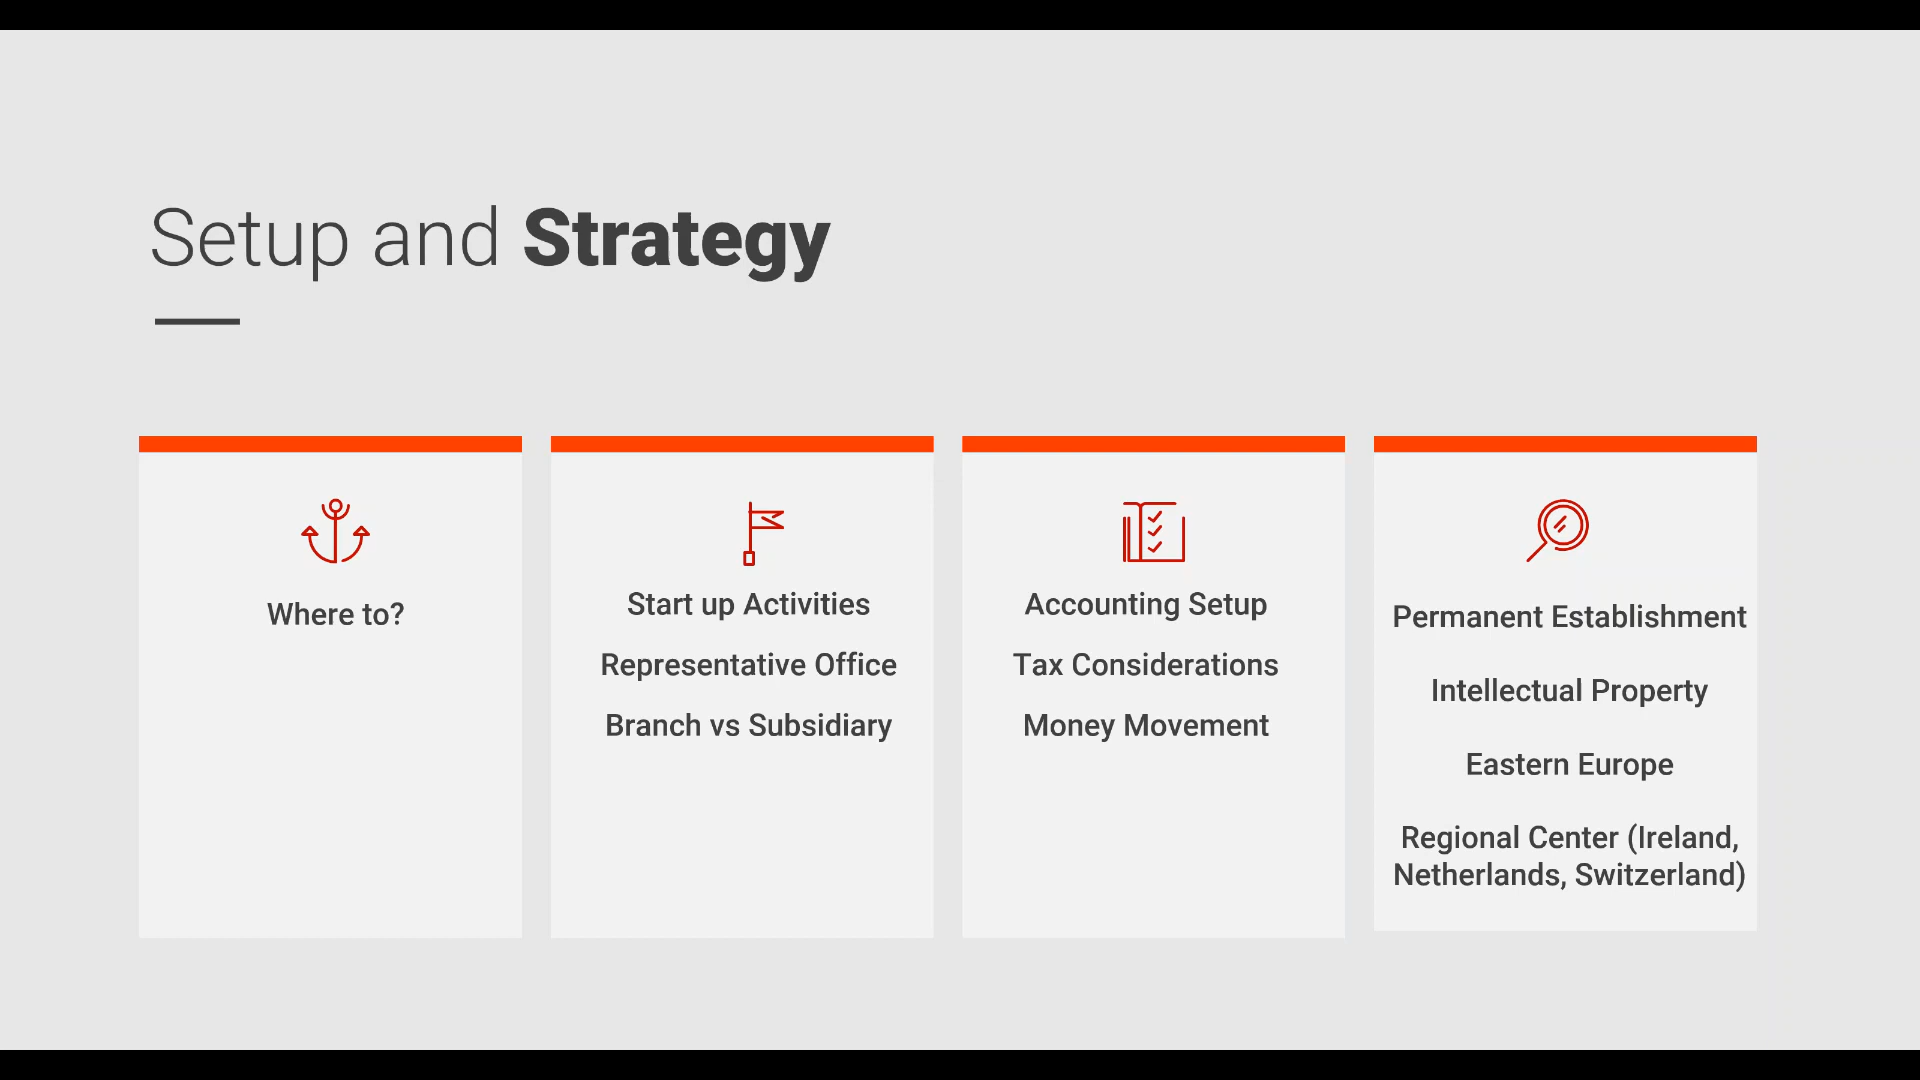 Setup and Strategy
Where to?
Start up Activities
Representative Office
Branch vs Subsidiary
Accounting Setup
Tax Considerations
Money Movement
Permanent Establishment
Intellectual Property
Eastern Europe
Regional Center (Ireland,
Netherlands, Switzerland)